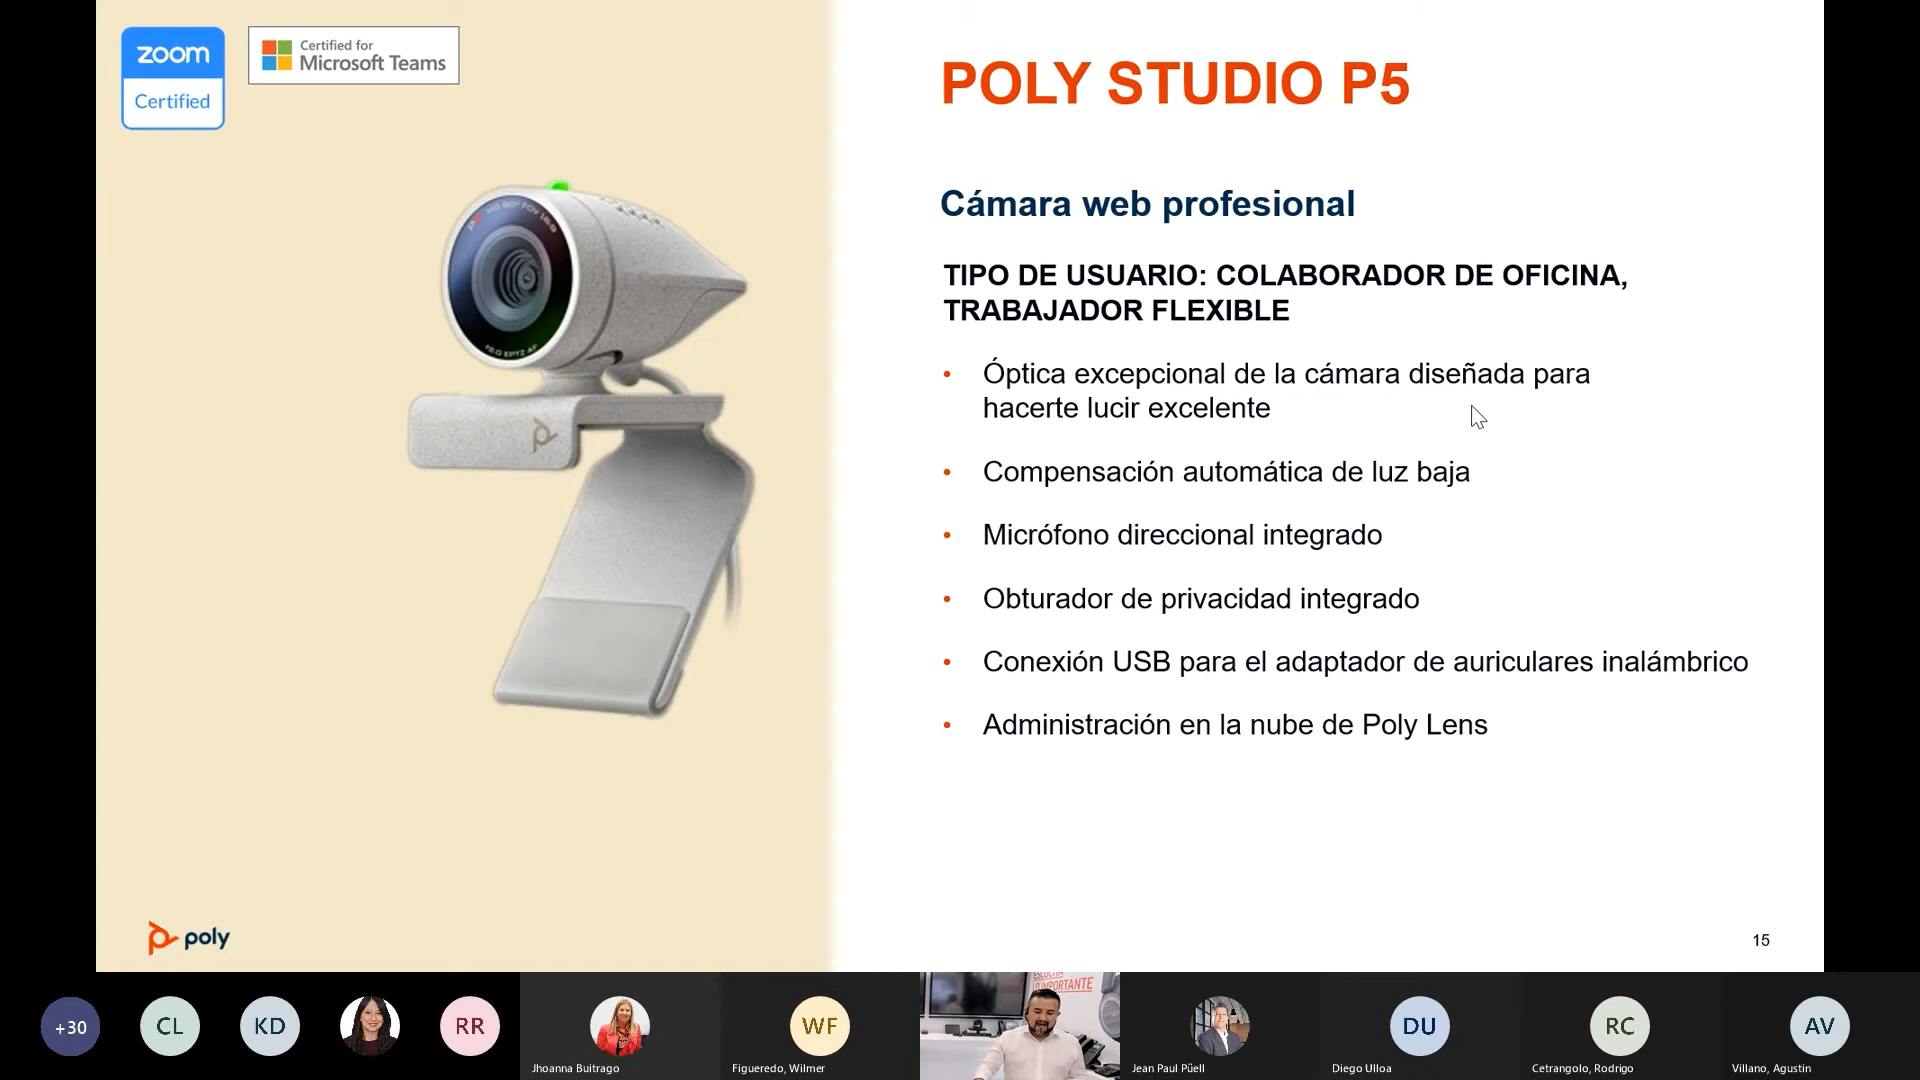 zoom
Certified
Certified for
Microsoft Teams
POLY STUDIO P5
Cámara web profesional
TIPO DE USUARIO: COLABORADOR DE OFICINA,
TRABAJADOR FLEXIBLE
• Óptica excepcional de la cámara diseñada para
hacerte lucir excelente
• Compensación automática de luz baja
• Micrófono direccional integrado
• Obturador de privacidad integrado
• Conexión USB para el adaptador de auriculares inalámbrico
• Administración en la nube de Poly Lens
poly
15
+30
CL
KD
RR
Jhoanna Buitrago
WF
Figueredo, Wilmer
IMPORTANTE
Jean Paul Püell
DU
Diego Ulloa
RC
Cetrangolo, Rodrigo
AV
Villano, Agustin